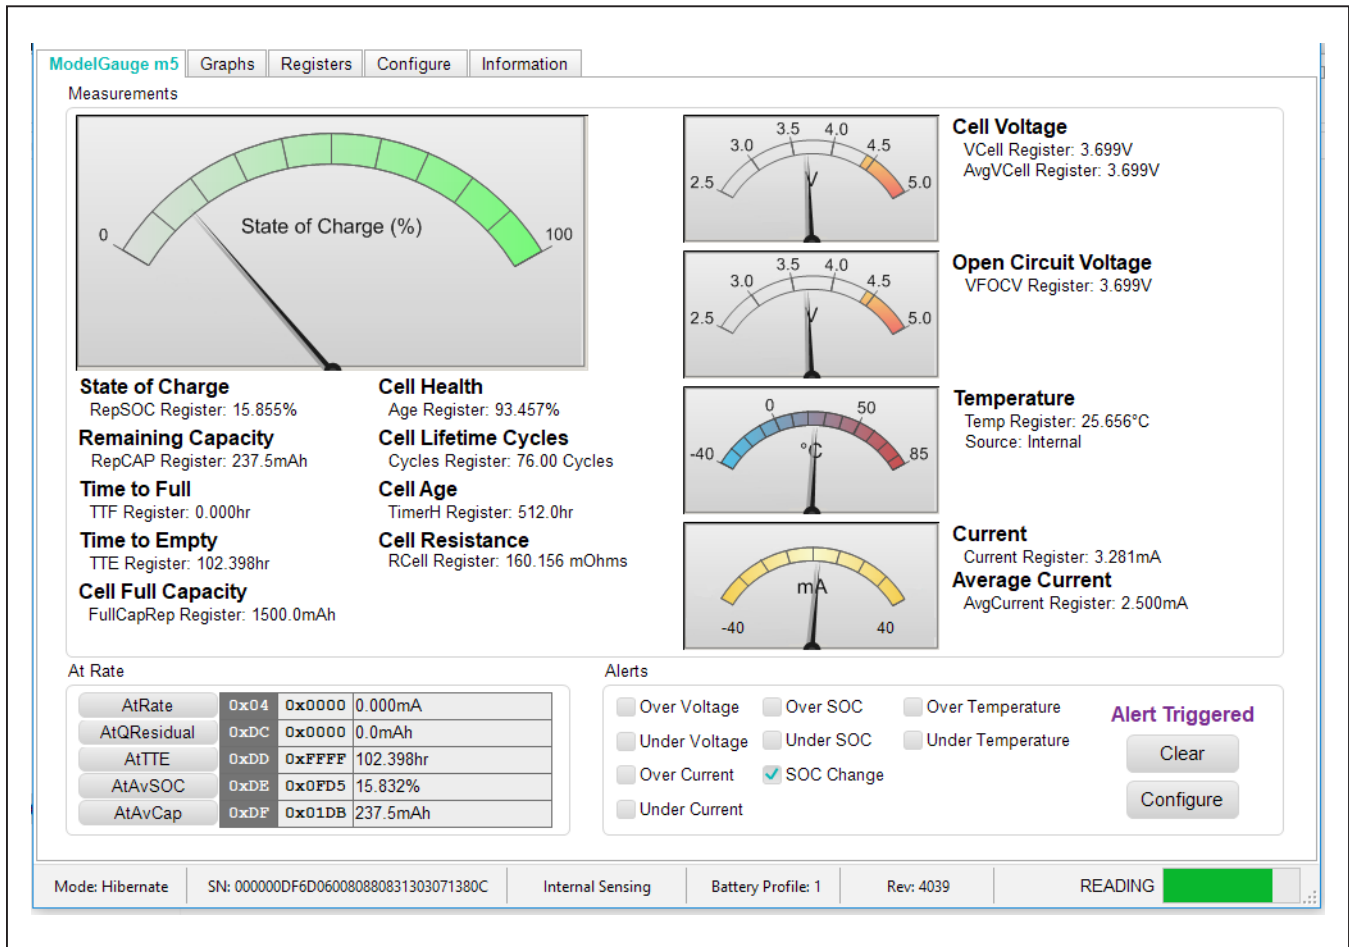 ModelGauge m5 Graphs Registers Configure Information
Measurements
0
State of Charge (%)
100
State of Charge
RepSOC Register: 15.855%
Remaining Capacity
RepCAP Register: 237.5mAh
Time to Full
TTF Register: 0.000hr
Time to Empty
TTE Register: 102.398hr
Cell Full Capacity
FullCapRep Register: 1500.0mAh
Cell Health
Age Register: 93.457%
Cell Lifetime Cycles
Cycles Register: 76.00 Cycles
Cell Age
TimerH Register: 512.0hr
Cell Resistance
RCell Register: 160.156 mOhms
2.5 3.0 3.5 4.0 4.5 5.0
V
Cell Voltage
VCell Register: 3.699V
AvgVCell Register: 3.699V
2.5 3.0 3.5 4.0 4.5 5.0
V
Open Circuit Voltage
VFOCV Register: 3.699V
-40 0 50 85
°C
Temperature
Temp Register: 25.656°C
Source: Internal
mA
-40 40
Current
Current Register: 3.281mA
Average Current
AvgCurrent Register: 2.500mA
At Rate
AtRate 0x04 0x0000 0.000mA
AtQResidual 0xDC 0x0000 0.0mAh
AtTTE 0xDD 0xFFFF 102.398hr
AtAvSOC 0xDE 0x0FD5 15.832%
AtAvCap 0xDF 0x01DB 237.5mAh
Alerts
Over Voltage Over SOC Over Temperature
Under Voltage Under SOC Under Temperature
Over Current SOC Change
Under Current
Alert Triggered
Clear
Configure
Mode: Hibernate SN: 000000DF6D060080880831303071380C Internal Sensing Battery Profile: 1 Rev: 4039 READING